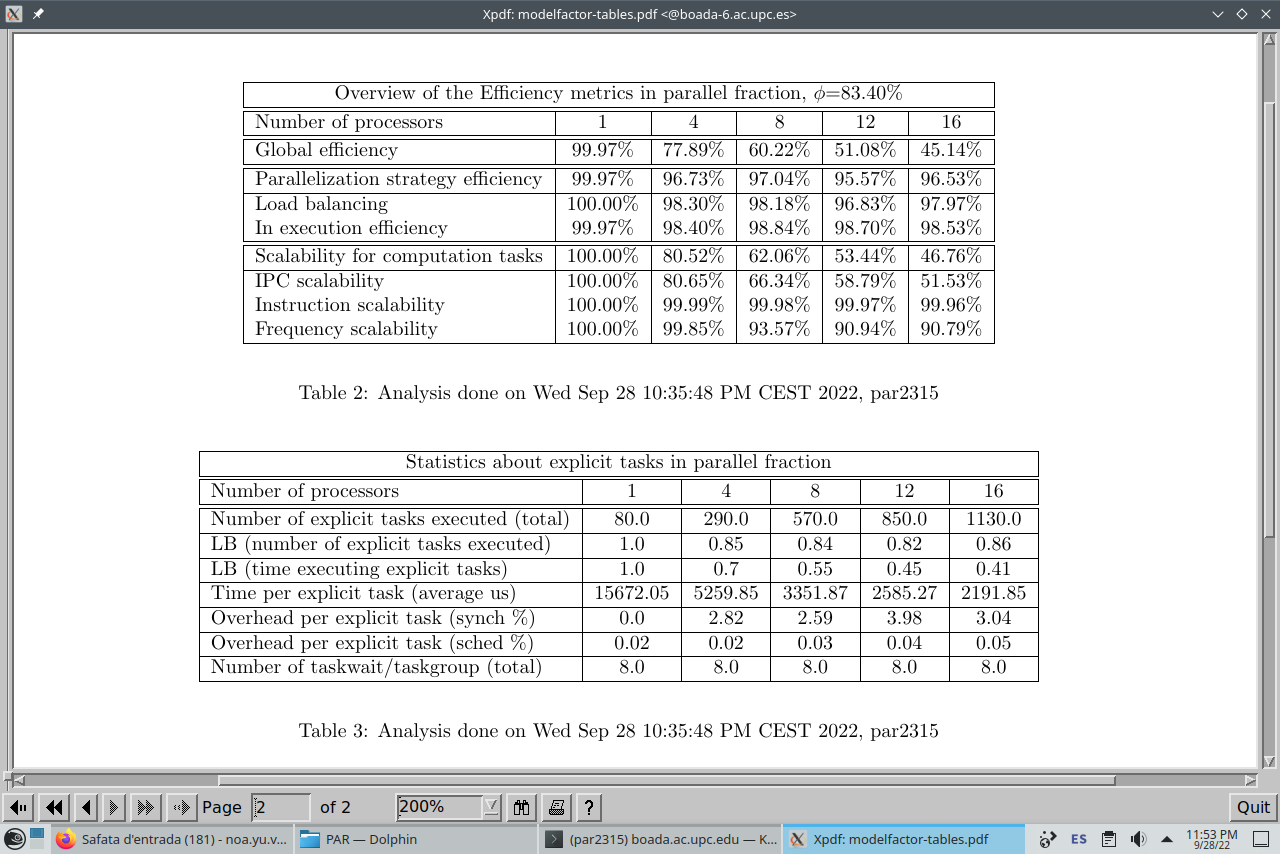 Xpdf: modelfactor-tables.pdf <@boada-6.ac.upc.es>
Overview of the Efficiency metrics in parallel fraction, ϕ=83.40%
Number of processors 1 4 8 12 16
Global efficiency 99.97% 77.89% 60.22% 51.08% 45.14%
Parallelization strategy efficiency 99.97% 96.73% 97.04% 95.57% 96.53%
Load balancing 100.00% 98.30% 98.18% 96.83% 97.97%
In execution efficiency 99.97% 98.40% 98.84% 98.70% 98.53%
Scalability for computation tasks 100.00% 80.52% 62.06% 53.44% 46.76%
IPC scalability 100.00% 80.65% 66.34% 58.79% 51.53%
Instruction scalability 100.00% 99.99% 99.98% 99.97% 99.96%
Frequency scalability 100.00% 99.85% 93.57% 90.94% 90.79%
Table 2: Analysis done on Wed Sep 28 10:35:48 PM CEST 2022, par2315
Statistics about explicit tasks in parallel fraction
Number of processors 1 4 8 12 16
Number of explicit tasks executed (total) 80.0 290.0 570.0 850.0 1130.0
LB (number of explicit tasks executed) 1.0 0.85 0.84 0.82 0.86
LB (time executing explicit tasks) 1.0 0.7 0.55 0.45 0.41
Time per explicit task (average us) 15672.05 5259.85 3351.87 2585.27 2191.85
Overhead per explicit task (synch %) 0.0 2.82 2.59 3.98 3.04
Overhead per explicit task (sched %) 0.02 0.02 0.03 0.04 0.05
Number of taskwait/taskgroup (total) 8.0 8.0 8.0 8.0 8.0
Table 3: Analysis done on Wed Sep 28 10:35:48 PM CEST 2022, par2315
Page 2 of 2 200% ? Quit
Safata d'entrada (181) - noa.yu.v... PAR — Dolphin (par2315) boada.ac.upc.edu — K... Xpdf: modelfactor-tables.pdf ES 11:53 PM
9/28/22